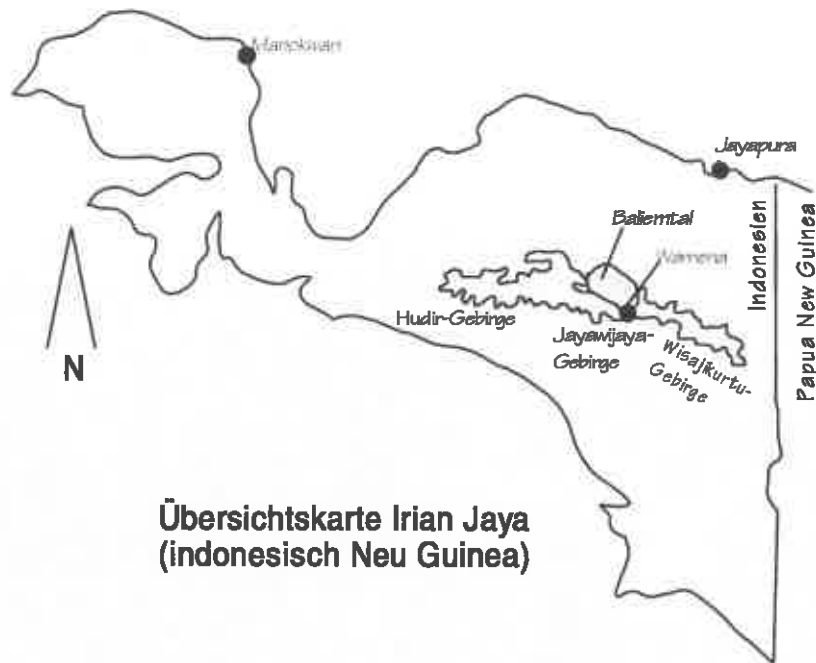 Manokwari
Jayapura
Baliemtal
Wamena
Indonesien
Papua New Guinea
Hudir-Gebirge
Jayawijaya-
Gebirge
Wisajikurtu-
Gebirge
N
Übersichtskarte Irian Jaya
(indonesisch Neu Guinea)